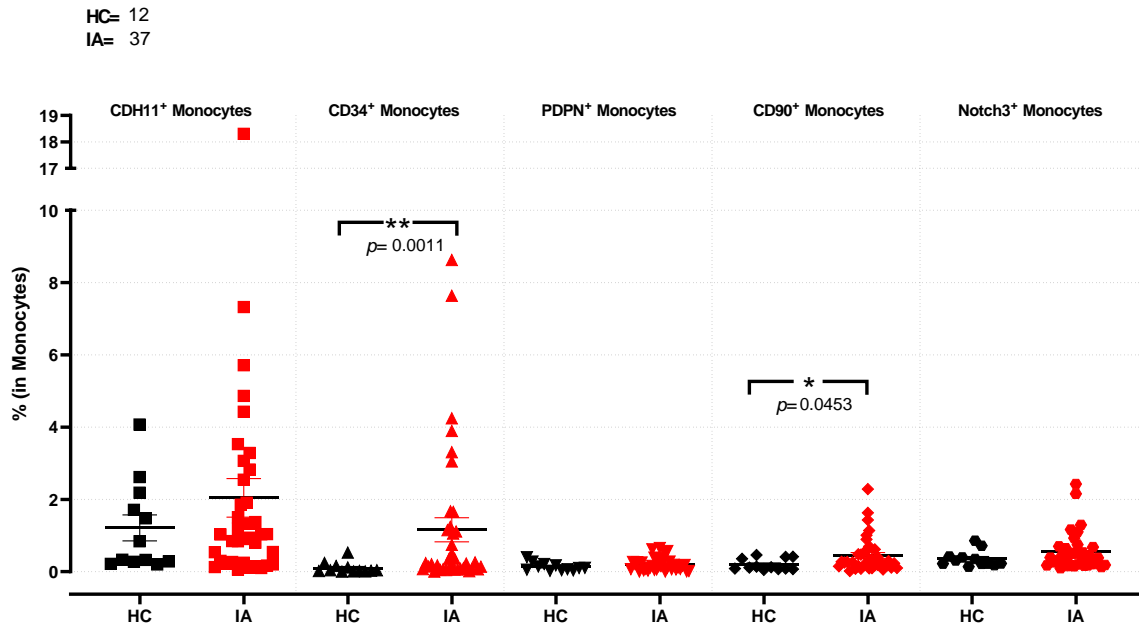 HC= 12
IA= 37
CDH11+ Monocytes CD34+ Monocytes PDPN+ Monocytes CD90+ Monocytes Notch3+ Monocytes
19
18
17
10
**
p= 0.0011
8
6
*
p=0.0453
4
2
0
% (in Monocytes)
HC IA HC IA HC IA HC IA HC IA